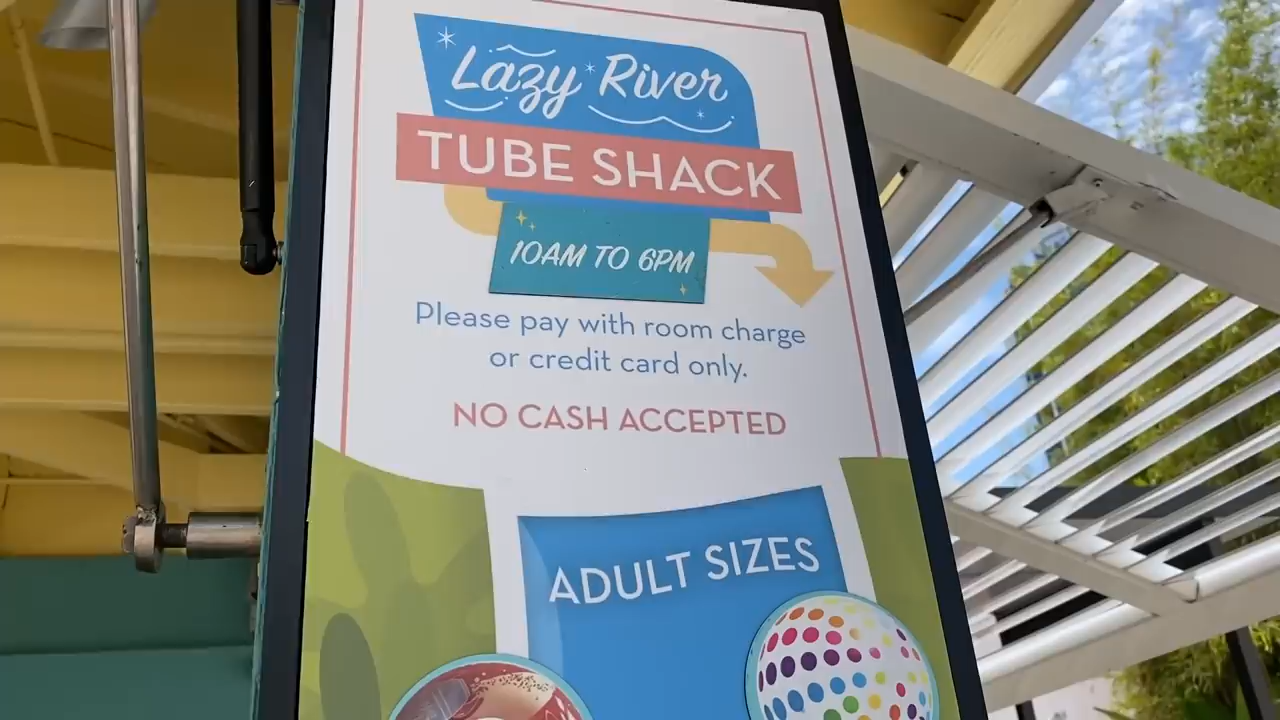 Lazy River
TUBE SHACK
10AM TO 6PM
Please pay with room charge
or credit card only.
NO CASH ACCEPTED
ADULT SIZES